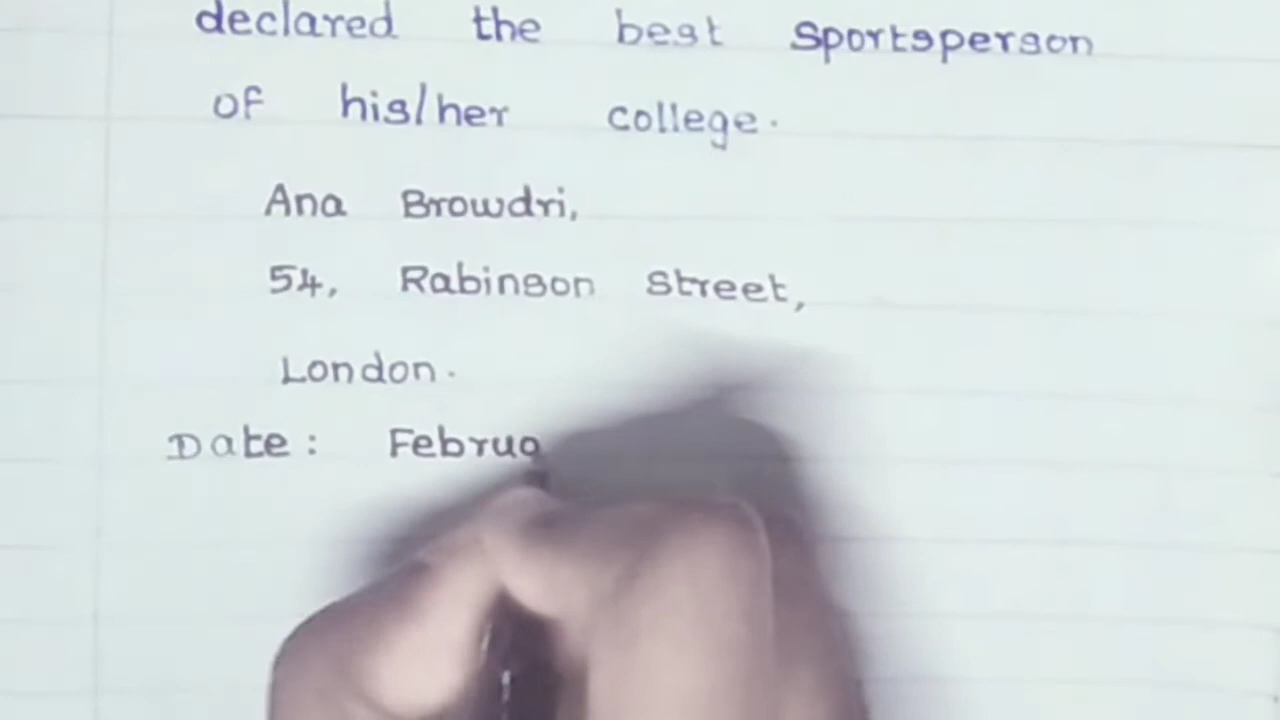 declared the best Sportsperson
of his/her college.
Ana Browdri,
54, Rabinson Street,
London.
Date: Februa